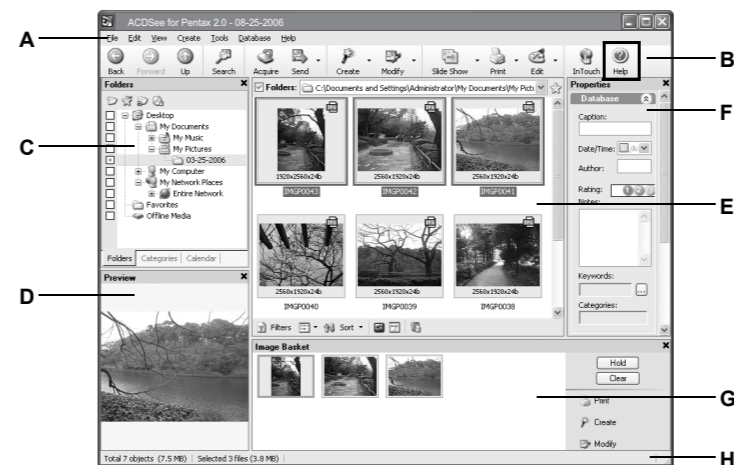 ACDSee for Pentax 2.0 - 08-25-2006
A
File Edit View Create Tools Database Help
B
Back Forward Up Search Acquire Send Create Modify Slide Show Print Edit InTouch Help
Folders
Folders: C:\Documents and Settings\Administrator\My Documents\My Pictu
Properties
Database
F
Caption:
Desktop
My Documents
My Music
My Pictures
03-25-2006
My Computer
My Network Places
Entire Network
Favorites
Offline Media
C
Folders Categories Calendar
1920x2560x24b 2560x1920x24b 2560x1920x24b
IMGP0043 IMGP0042 IMGP0041
2560x1920x24b 2560x1920x24b 2560x1920x24b
IMGP0040 IMGP0039 IMGP0038
E
Date/Time:
Author:
Rating: 1 2
Notes:
Keywords:
...
Categories:
Preview
D
Filters Sort
Image Basket
Hold
Clear
Print
G
Create
Modify
Total 7 objects (7.5 MB) Selected 3 files (3.8 MB)
H